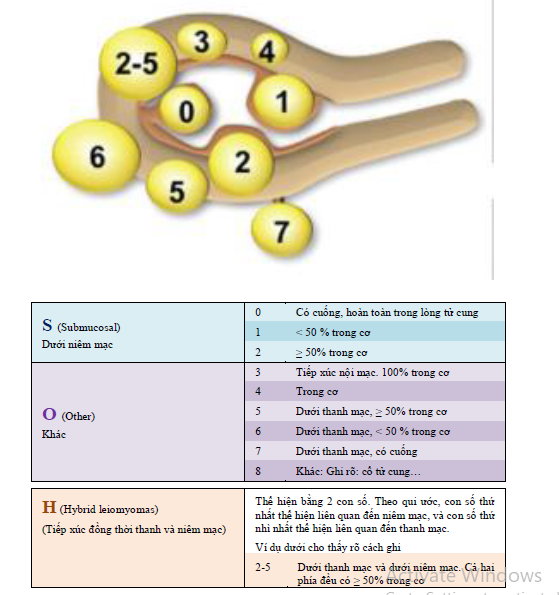 3
4
2-5
1
0
2
6
5
7
S (Submucosal)
Dưới niêm mạc
0 Có cuống, hoàn toàn trong lòng tử cung
1 < 50 % trong cơ
2 ≥ 50% trong cơ
O (Other)
Khác
3 Tiếp xúc nội mạc. 100% trong cơ
4 Trong cơ
5 Dưới thanh mạc, ≥ 50% trong cơ
6 Dưới thanh mạc, < 50 % trong cơ
7 Dưới thanh mạc, có cuống
8 Khác: Ghi rõ: cổ tử cung…
H (Hybrid leiomyomas)
(Tiếp xúc đồng thời thanh và niêm mạc)
Thể hiện bằng 2 con số. Theo qui ước, con số thứ
nhất thể hiện liên quan đến niêm mạc, và con số thứ
nhì nhất thể hiện liên quan đến thanh mạc.
Ví dụ dưới cho thấy rõ cách ghi
2-5 Dưới thanh mạc và dưới niêm mạc. Cả hai
phía đều có ≥ 50% trong cơ
Activate Windows